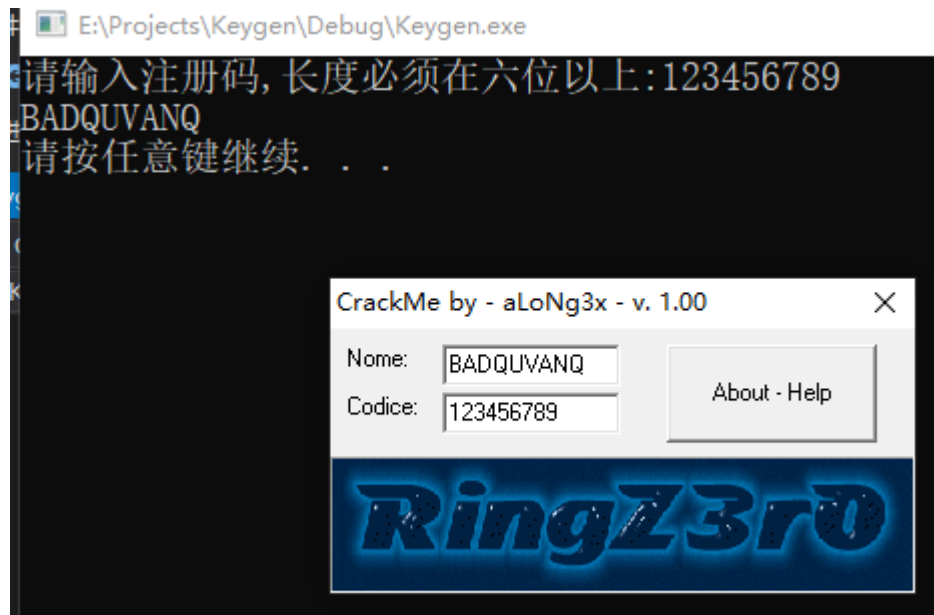 E:\Projects\Keygen\Debug\Keygen.exe
请输入注册码,长度必须在六位以上:123456789
BADQUVANQ
请按任意键继续. . .
CrackMe by - aLoNg3x - v. 1.00
Nome:
BADQUVANQ
About - Help
Codice:
123456789
RingZ3r0